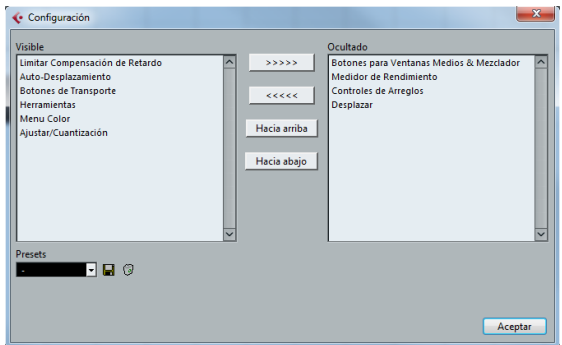 Configuración
Visible
Limitar Compensación de Retardo
Auto-Desplazamiento
Botones de Transporte
Herramientas
Menu Color
Ajustar/Cuantización
>>>>>
<<<<<
Hacia arriba
Hacia abajo
Ocultado
Botones para Ventanas Medios & Mezclador
Medidor de Rendimiento
Controles de Arreglos
Desplazar
Presets
-
Aceptar